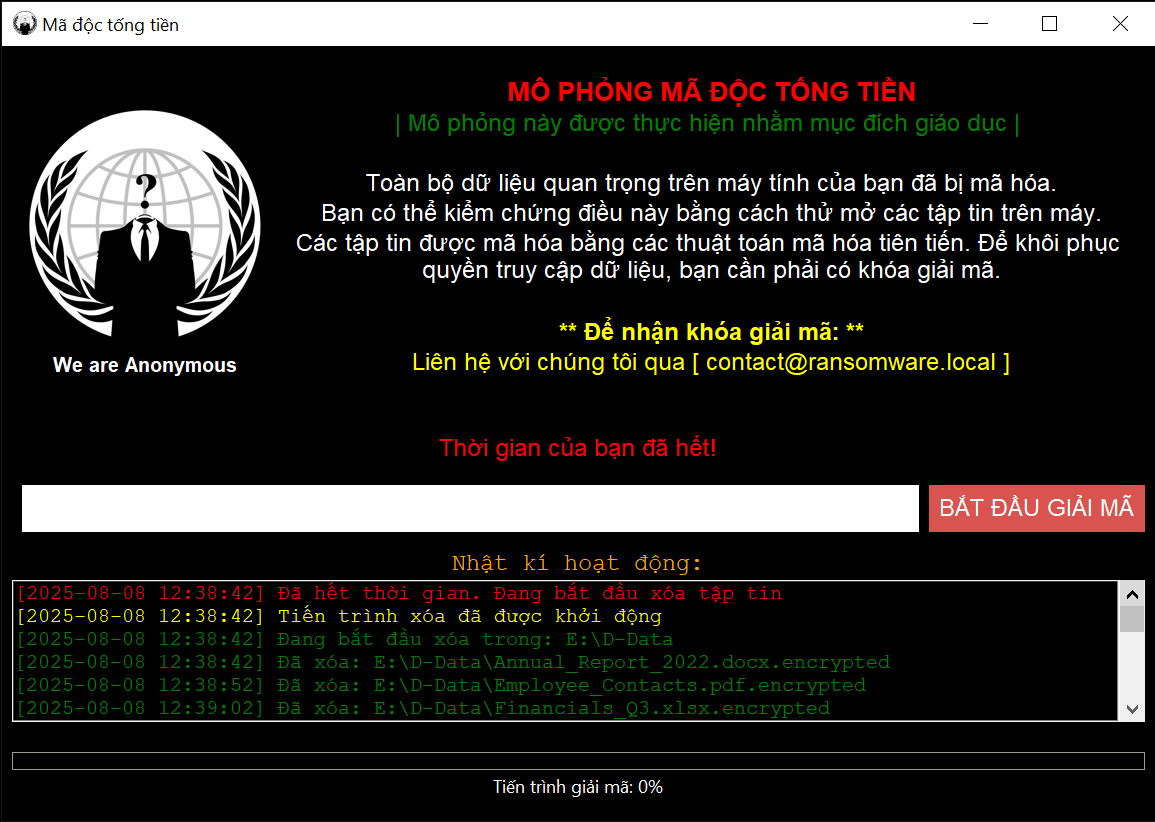 Mã độc tống tiền
MÔ PHỎNG MÃ ĐỘC TỐNG TIỀN
| Mô phỏng này được thực hiện nhằm mục đích giáo dục |
Toàn bộ dữ liệu quan trọng trên máy tính của bạn đã bị mã hóa.
Bạn có thể kiểm chứng điều này bằng cách thử mở các tập tin trên máy.
Các tập tin được mã hóa bằng các thuật toán mã hóa tiên tiến. Để khôi phục
quyền truy cập dữ liệu, bạn cần phải có khóa giải mã.
** Để nhận khóa giải mã: **
Liên hệ với chúng tôi qua [ contact@ransomware.local ]
?
We are Anonymous
Thời gian của bạn đã hết!
BẮT ĐẦU GIẢI MÃ
Nhật kí hoạt động:
[2025-08-08 12:38:42] Đã hết thời gian. Đang bắt đầu xóa tập tin
[2025-08-08 12:38:42] Tiến trình xóa đã được khởi động
[2025-08-08 12:38:42] Đang bắt đầu xóa trong: E:\D-Data
[2025-08-08 12:38:42] Đã xóa: E:\D-Data\Annual_Report_2022.docx.encrypted
[2025-08-08 12:38:52] Đã xóa: E:\D-Data\Employee_Contacts.pdf.encrypted
[2025-08-08 12:39:02] Đã xóa: E:\D-Data\Financials_Q3.xlsx.encrypted
Tiến trình giải mã: 0%